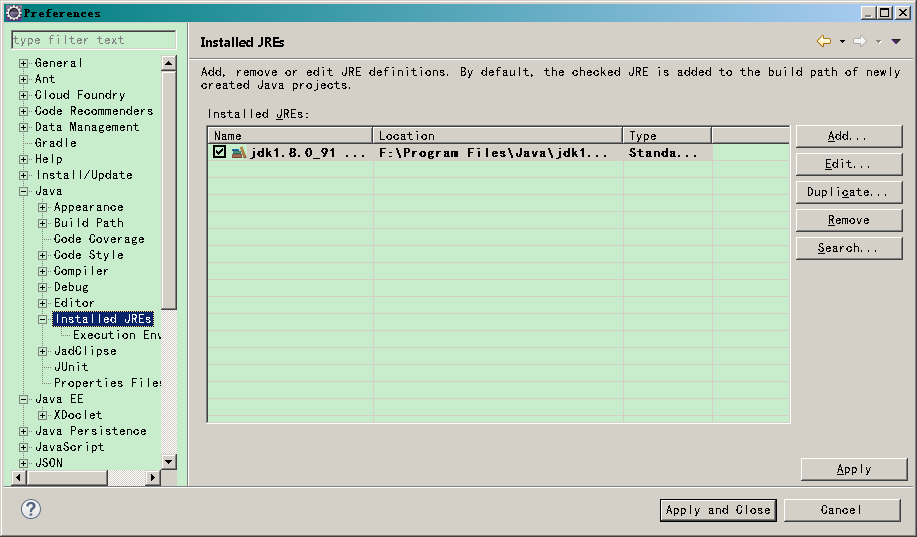 Preferences
type filter text
General
Ant
Cloud Foundry
Code Recommenders
Data Management
Gradle
Help
Install/Update
Java
Appearance
Build Path
Code Coverage
Code Style
Compiler
Debug
Editor
Installed JREs
Execution Env
JadClipse
JUnit
Properties Files
Java EE
XDoclet
Java Persistence
JavaScript
JSON
Installed JREs
Add, remove or edit JRE definitions. By default, the checked JRE is added to the build path of newly
created Java projects.
Installed JREs:
Name Location Type
jdk1.8.0_91 ... F:\Program Files\Java\jdk1... Standa...
Add...
Edit...
Duplicate...
Remove
Search...
Apply
Apply and Close Cancel